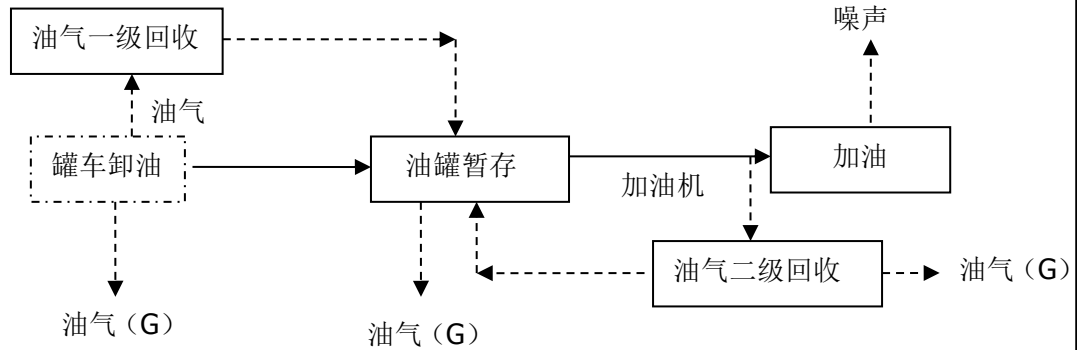 噪声
油气一级回收
油气
罐车卸油
油罐暂存
加油机
加油
油气二级回收
油气（G）
油气（G）
油气（G）